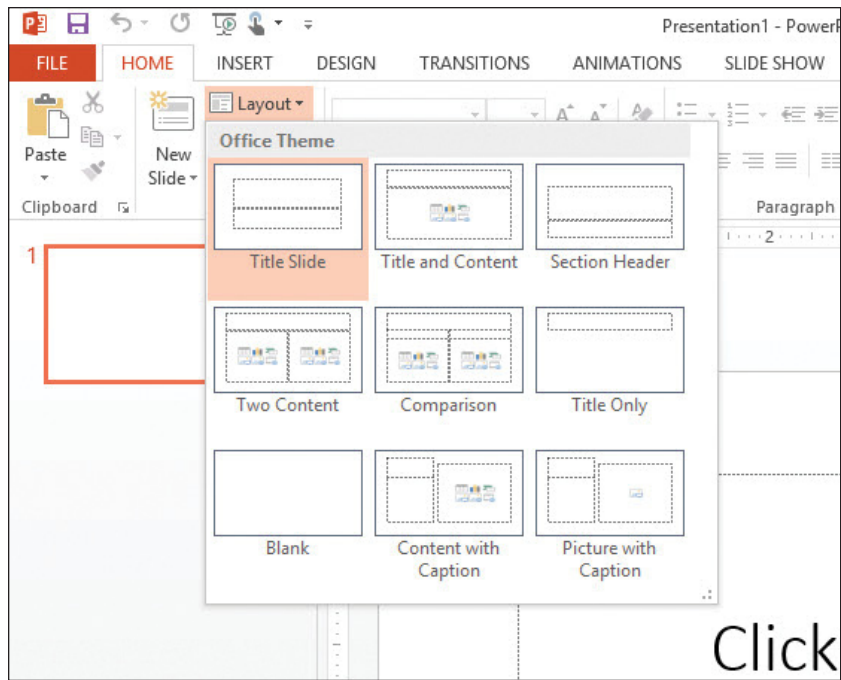 Presentation1 - PowerP
FILE HOME INSERT DESIGN TRANSITIONS ANIMATIONS SLIDE SHOW
Layout
Paste
New
Slide
Clipboard
Paragraph
Office Theme
Title Slide
Title and Content
Section Header
Two Content
Comparison
Title Only
Blank
Content with
Caption
Picture with
Caption
1
2
Click